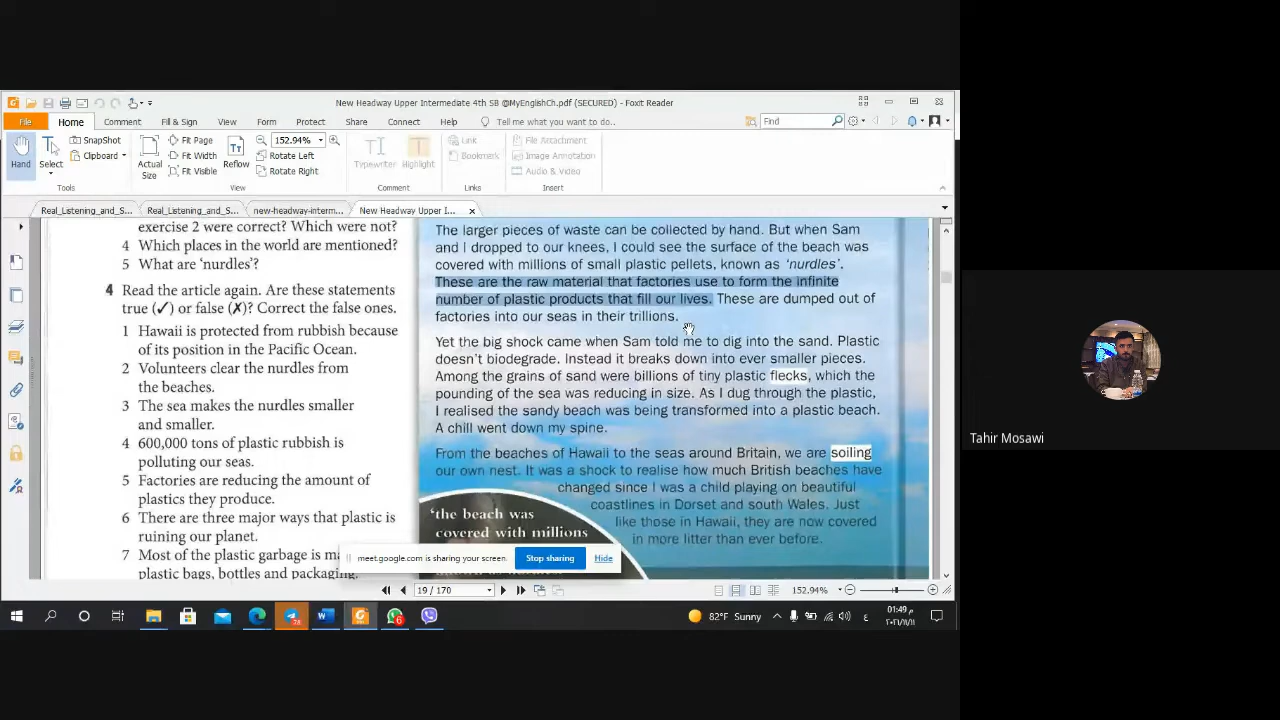 New Headway Upper Intermediate 4th SB @MyEnglishCh.pdf (SECURED) - Foxit Reader
File
Home
Comment
Fill & Sign
View
Form
Protect
Share
Connect
Help
Tell me what you want to do..
Find
Hand
Select
SnapShot
Clipboard
Tools
Actual Size
Fit Page
Fit Width
Fit Visible
Reflow
152.94%
Rotate Left
Rotate Right
View
Typewriter
Highlight
Comment
Link
Bookmark
Links
File Attachment
Image Annotation
Audio & Video
Insert
Real_Listening_and_S...
Real_Listening_and_S...
new-headway-interm...
New Headway Upper I...
exercise 2 were correct? Which were not?
4 Which places in the world are mentioned?
5 What are ‘nurdles’?
4 Read the article again. Are these statements
true (✓) or false (✗)? Correct the false ones.
1 Hawaii is protected from rubbish because
of its position in the Pacific Ocean.
2 Volunteers clear the nurdles from
the beaches.
3 The sea makes the nurdles smaller
and smaller.
4 600,000 tons of plastic rubbish is
polluting our seas.
5 Factories are reducing the amount of
plastics they produce.
6 There are three major ways that plastic is
ruining our planet.
7 Most of the plastic garbage is ma
plastic bags, bottles and packaging.
The larger pieces of waste can be collected by hand. But when Sam
and I dropped to our knees, I could see the surface of the beach was
covered with millions of small plastic pellets, known as ‘nurdles’.
These are the raw material that factories use to form the infinite
number of plastic products that fill our lives. These are dumped out of
factories into our seas in their trillions.
Yet the big shock came when Sam told me to dig into the sand. Plastic
doesn’t biodegrade. Instead it breaks down into ever smaller pieces.
Among the grains of sand were billions of tiny plastic flecks, which the
pounding of the sea was reducing in size. As I dug through the plastic,
I realised the sandy beach was being transformed into a plastic beach.
A chill went down my spine.
From the beaches of Hawaii to the seas around Britain, we are soiling
our own nest. It was a shock to realise how much British beaches have
changed since I was a child playing on beautiful
coastlines in Dorset and south Wales. Just
like those in Hawaii, they are now covered
in more litter than ever before.
‘the beach was
covered with millions
meet.google.com is sharing your screen.
Stop sharing
Hide
19 / 170
152.94%
82°F Sunny
ع
01:49 م
Tahir Mosawi